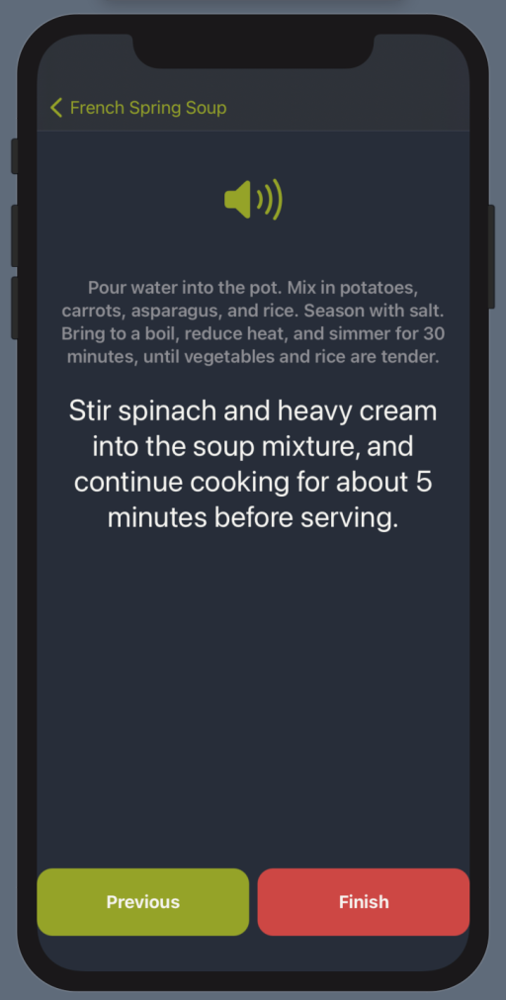 French Spring Soup
Pour water into the pot. Mix in potatoes,
carrots, asparagus, and rice. Season with salt.
Bring to a boil, reduce heat, and simmer for 30
minutes, until vegetables and rice are tender.
Stir spinach and heavy cream
into the soup mixture, and
continue cooking for about 5
minutes before serving.
Previous
Finish